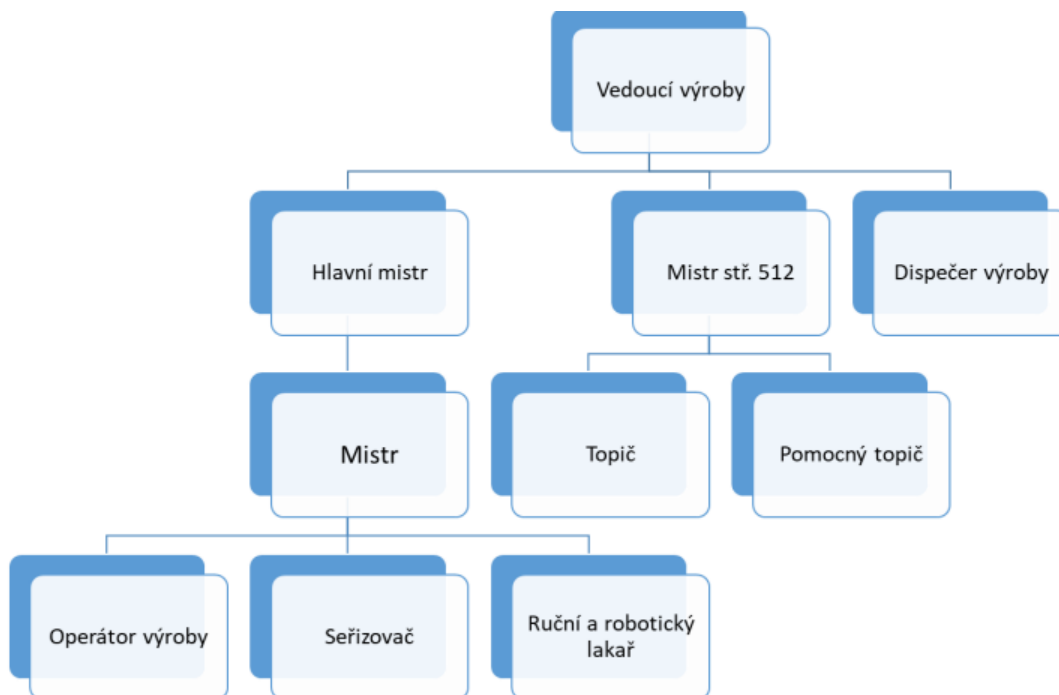 Vedoucí výroby
Hlavní mistr
Mistr stř. 512
Dispečer výroby
Mistr
Topič
Pomocný topič
Operátor výroby
Seřizovač
Ruční a robotický
lakař